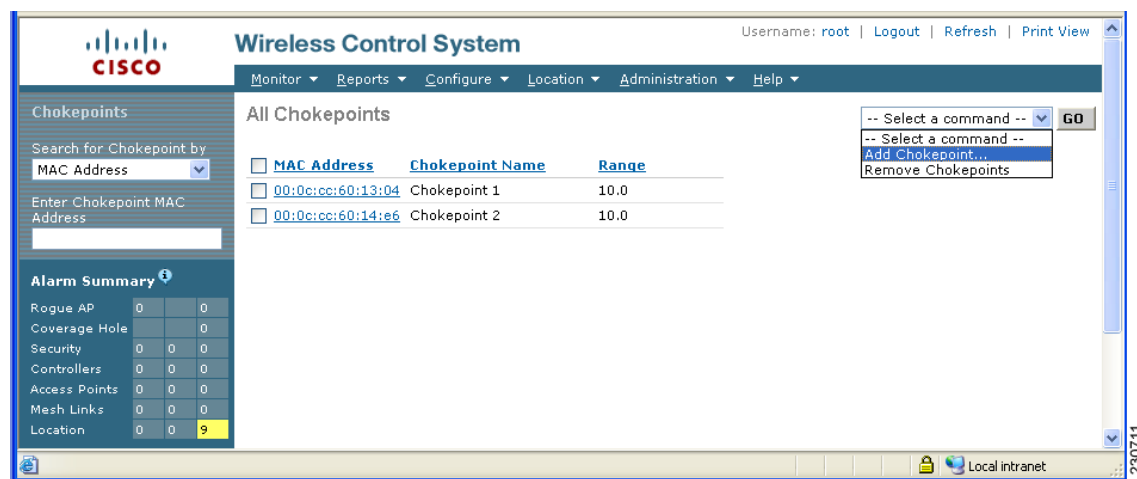 Username: root | Logout | Refresh | Print View
CISCO
Wireless Control System
Monitor Reports Configure Location Administration Help
Chokepoints
Search for Chokepoint by
MAC Address
Enter Chokepoint MAC
Address
All Chokepoints
-- Select a command -- GO
-- Select a command --
Add Chokepoint...
Remove Chokepoints
MAC Address Chokepoint Name Range
00:0c:cc:60:13:04 Chokepoint 1 10.0
00:0c:cc:60:14:e6 Chokepoint 2 10.0
Alarm Summary
Rogue AP 0 0
Coverage Hole 0
Security 0 0 0
Controllers 0 0 0
Access Points 0 0 0
Mesh Links 0 0 0
Location 0 0 9
Local intranet
230711